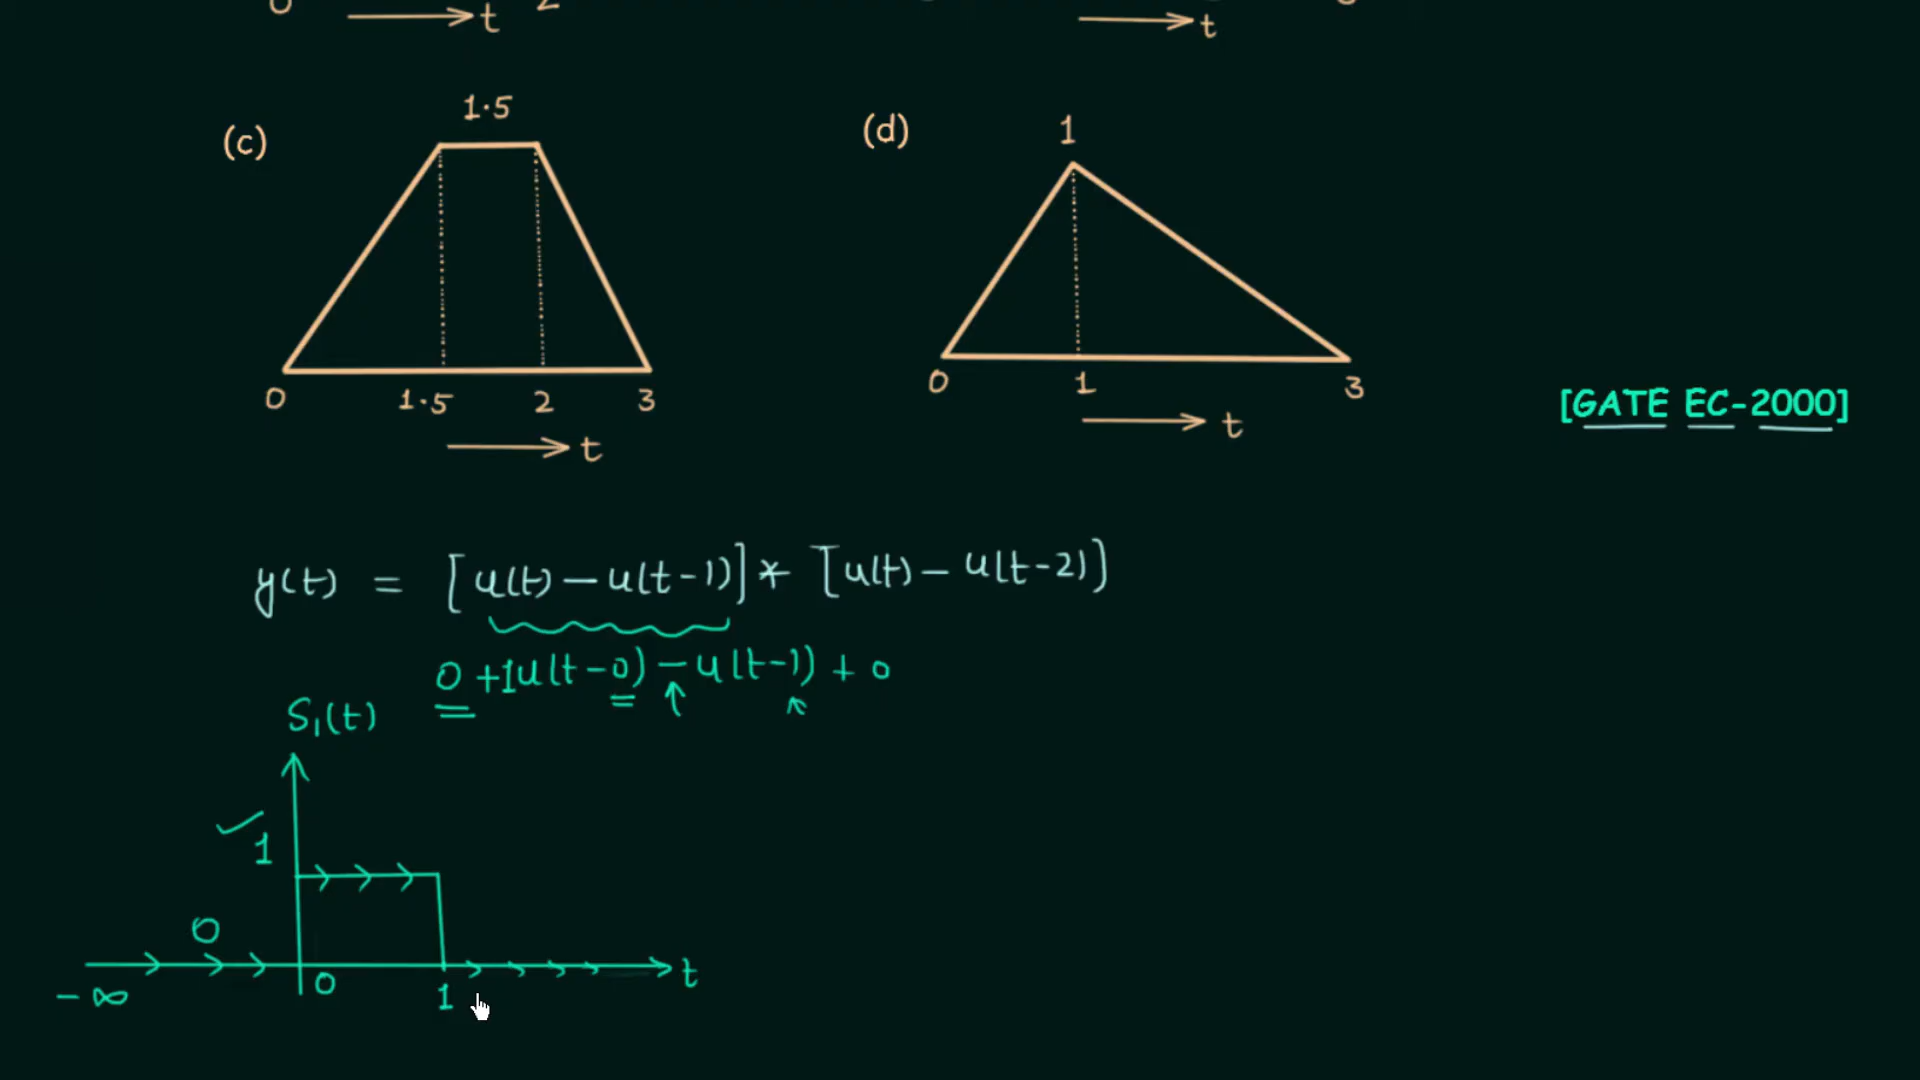 t
t
(c)
1.5
0 1.5 2 3
t
(d)
1
0 1 3
t
[GATE EC-2000]
y(t) = [u(t) - u(t-1)] * [u(t) - u(t-2)]
0 + 1u(t-0) - u(t-1) + 0
S₁(t)
1
0
-∞ 0 1 t